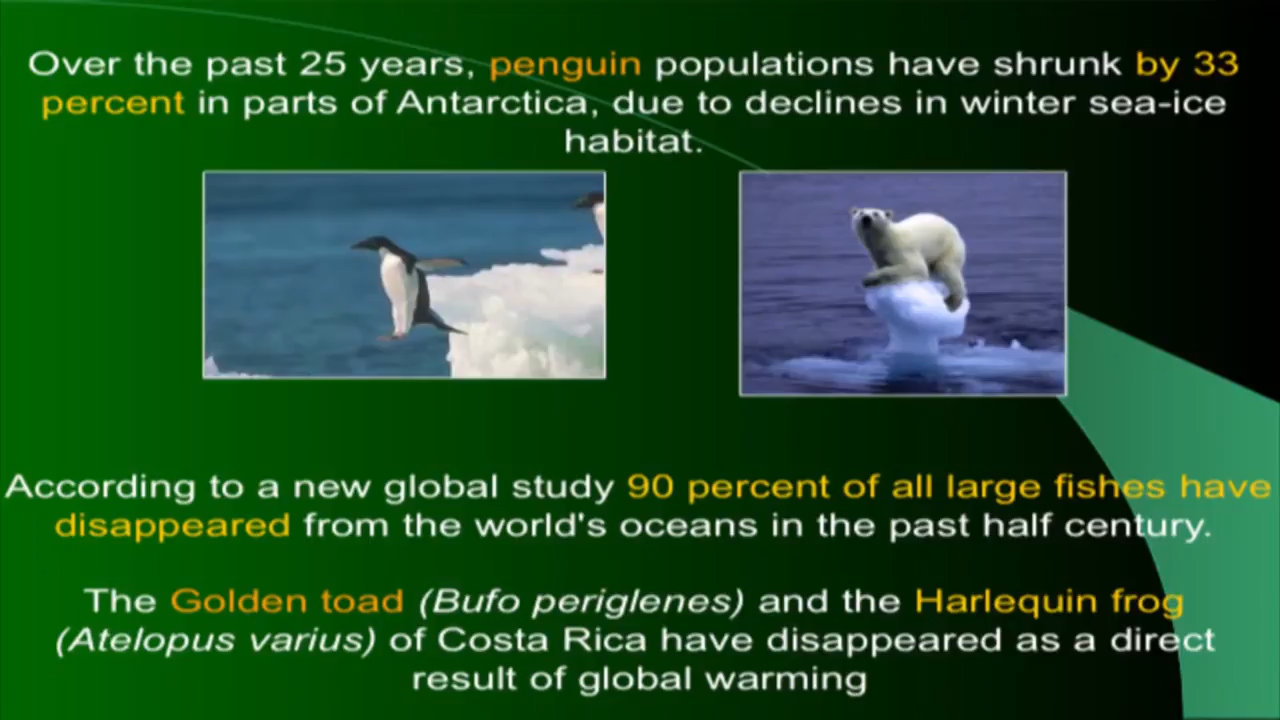 Over the past 25 years, penguin populations have shrunk by 33
percent in parts of Antarctica, due to declines in winter sea-ice
habitat.
According to a new global study 90 percent of all large fishes have
disappeared from the world's oceans in the past half century.
The Golden toad (Bufo periglenes) and the Harlequin frog
(Atelopus varius) of Costa Rica have disappeared as a direct
result of global warming